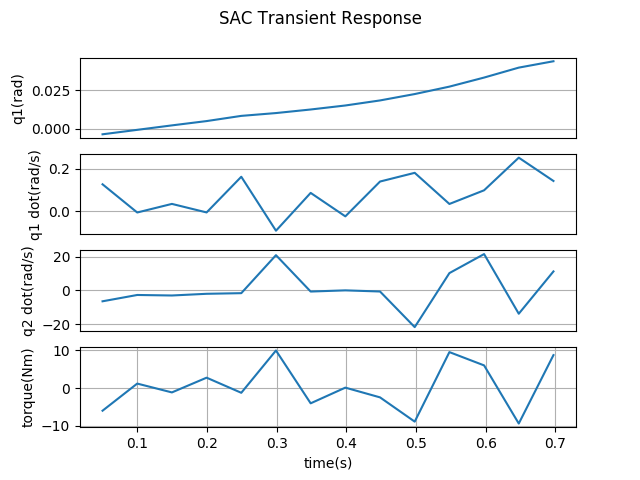 SAC Transient Response
q1(rad)
0.025
0.000
q1 dot(rad/s)
0.2
0.0
q2 dot(rad/s)
20
0
−20
torque(Nm)
10
0
−10
0.1 0.2 0.3 0.4 0.5 0.6 0.7
time(s)